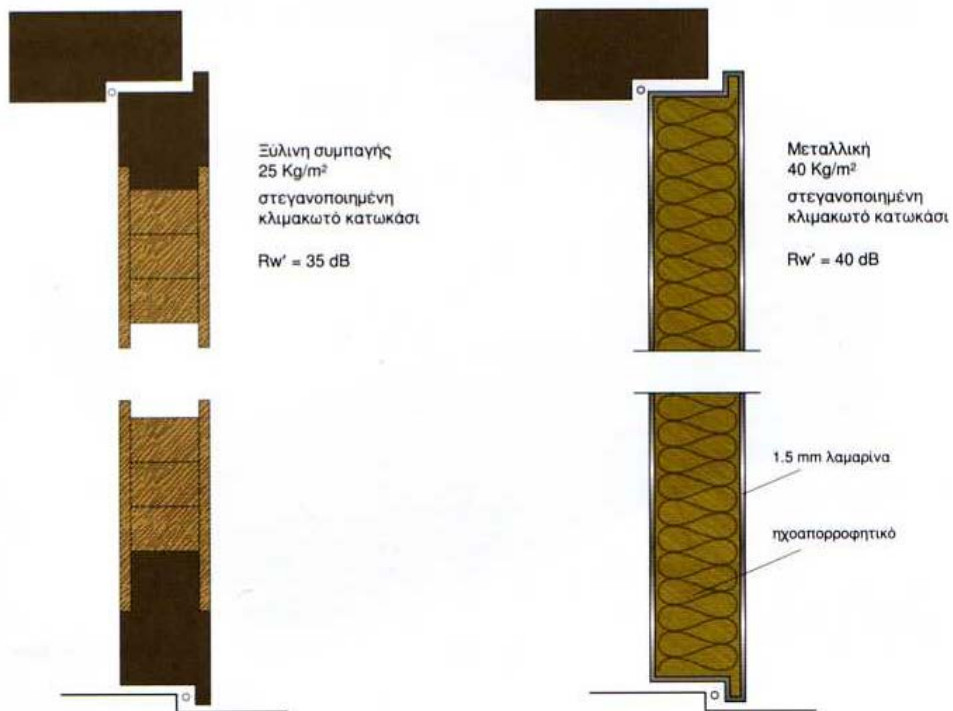 Ξύλινη συμπαγής
25 Kg/m²
στεγανοποιημένη
κλιμακωτό κατωκάσι
Rw' = 35 dB
Μεταλλική
40 Kg/m²
στεγανοποιημένη
κλιμακωτό κατωκάσι
Rw' = 40 dB
1.5 mm λαμαρίνα
ηχοαπορροφητικό